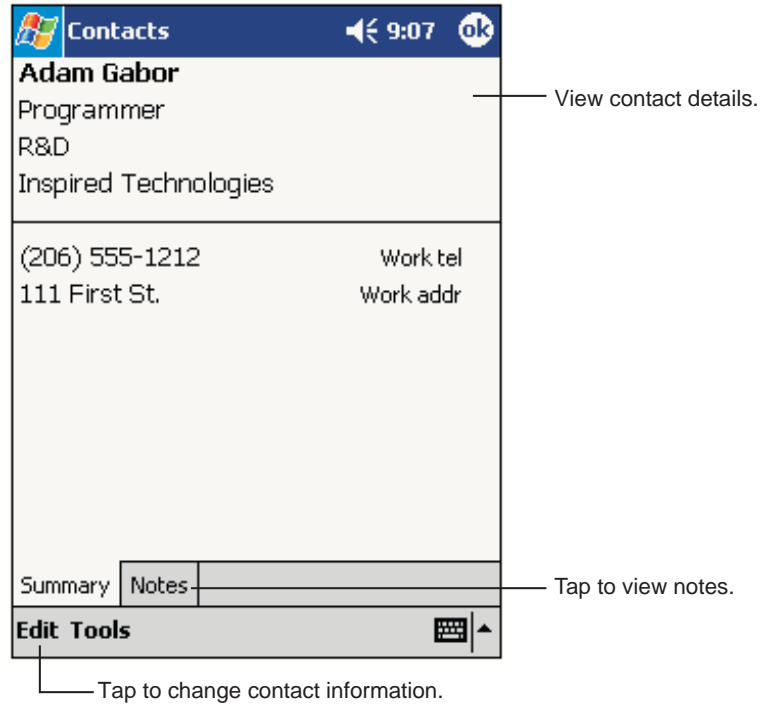 Contacts 9:07 ok
Adam Gabor
Programmer
R&D
Inspired Technologies
View contact details.
(206) 555-1212 Work tel
111 First St. Work addr
Summary Notes
Tap to view notes.
Edit Tools
Tap to change contact information.